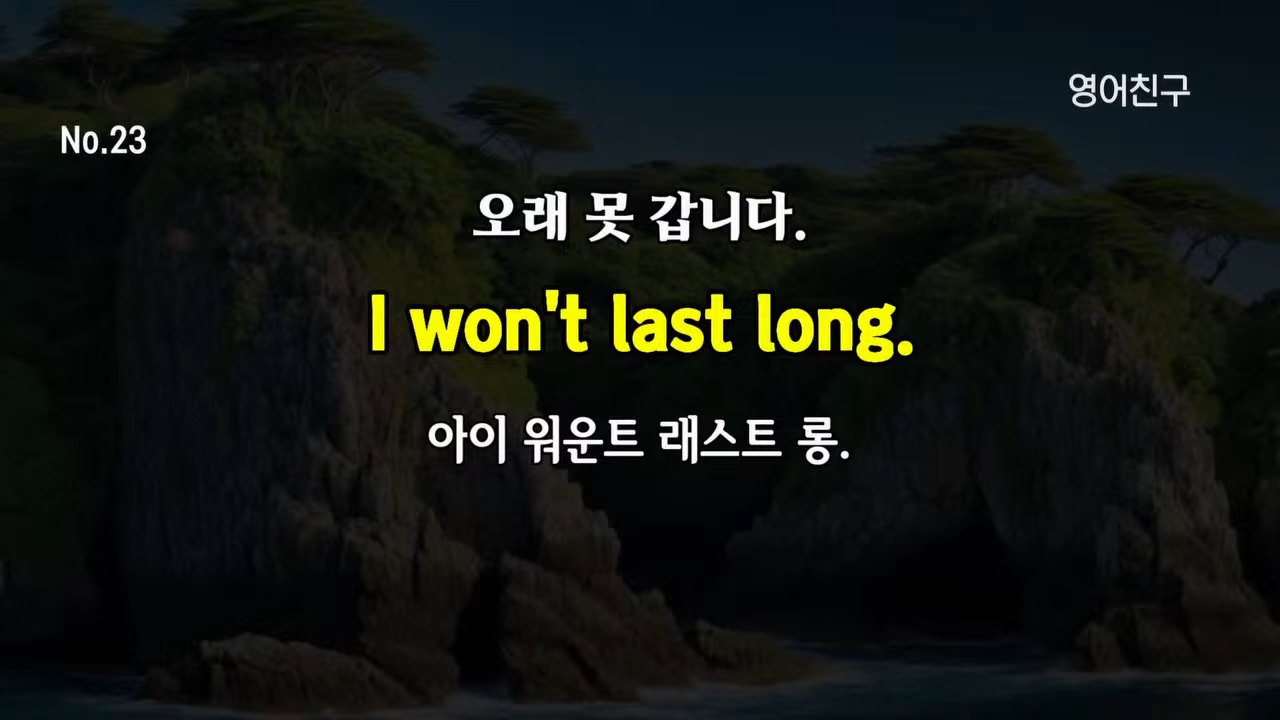 영어친구
No.23
오래 못 갑니다.
I won't last long.
아이 워운트 래스트 롱.